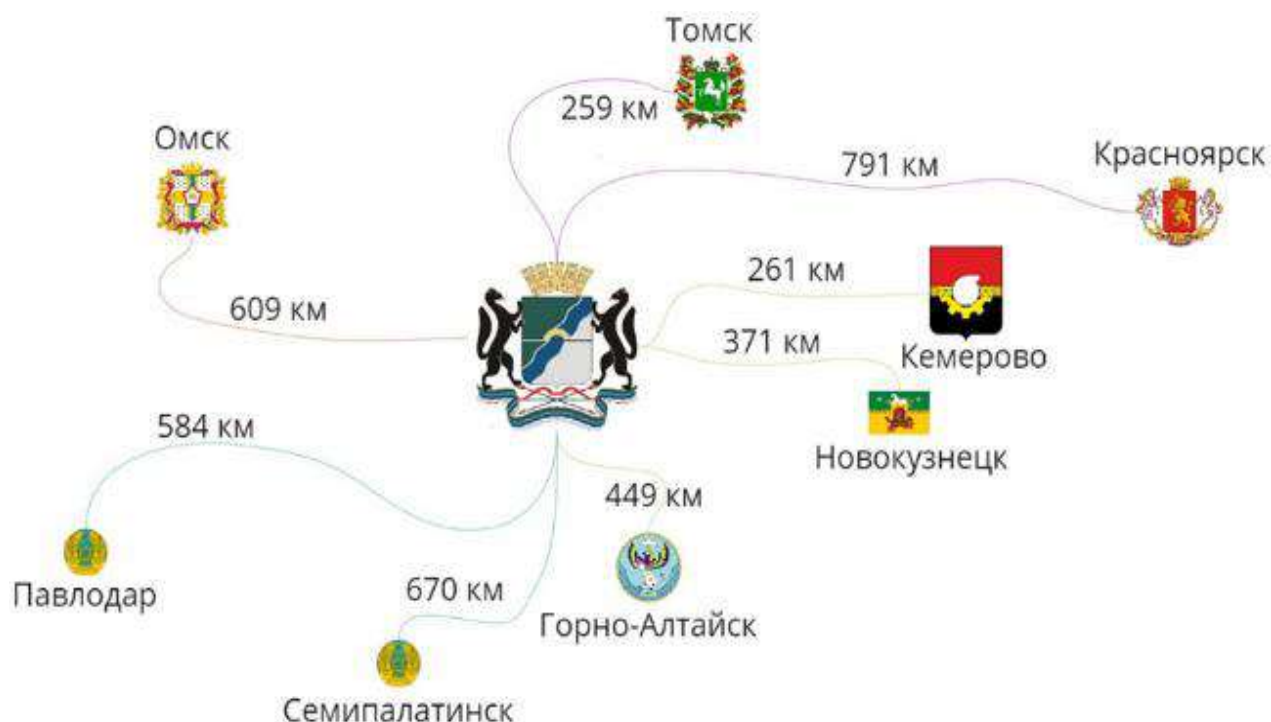 Томск
259 км
Омск
791 км
Красноярск
609 км
261 км
371 км
Кемерово
Новокузнецк
584 км
449 км
Павлодар
670 км
Горно-Алтайск
Семипалатинск